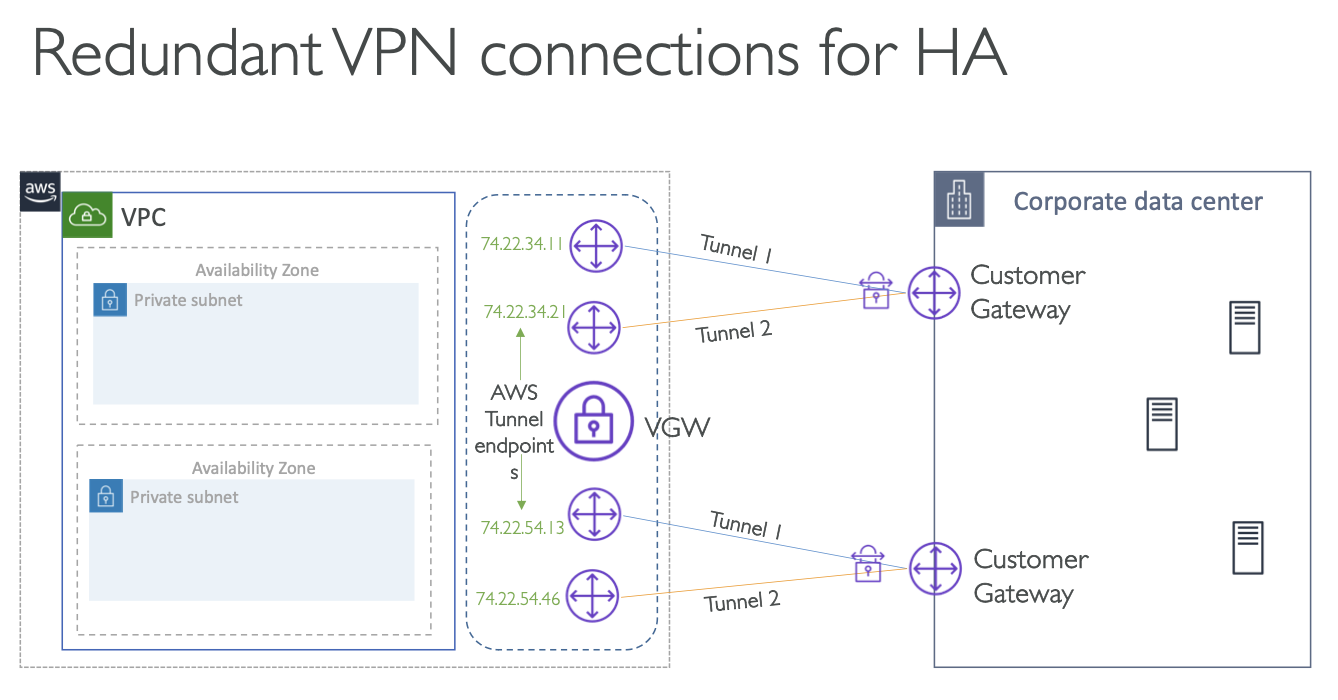 Redundant VPN connections for HA
aws
VPC
Availability Zone
Private subnet
Availability Zone
Private subnet
74.22.34.11
74.22.34.21
AWS
Tunnel
endpoint
s
74.22.54.13
74.22.54.46
VGW
Tunnel 1
Tunnel 2
Tunnel 1
Tunnel 2
Corporate data center
Customer
Gateway
Customer
Gateway